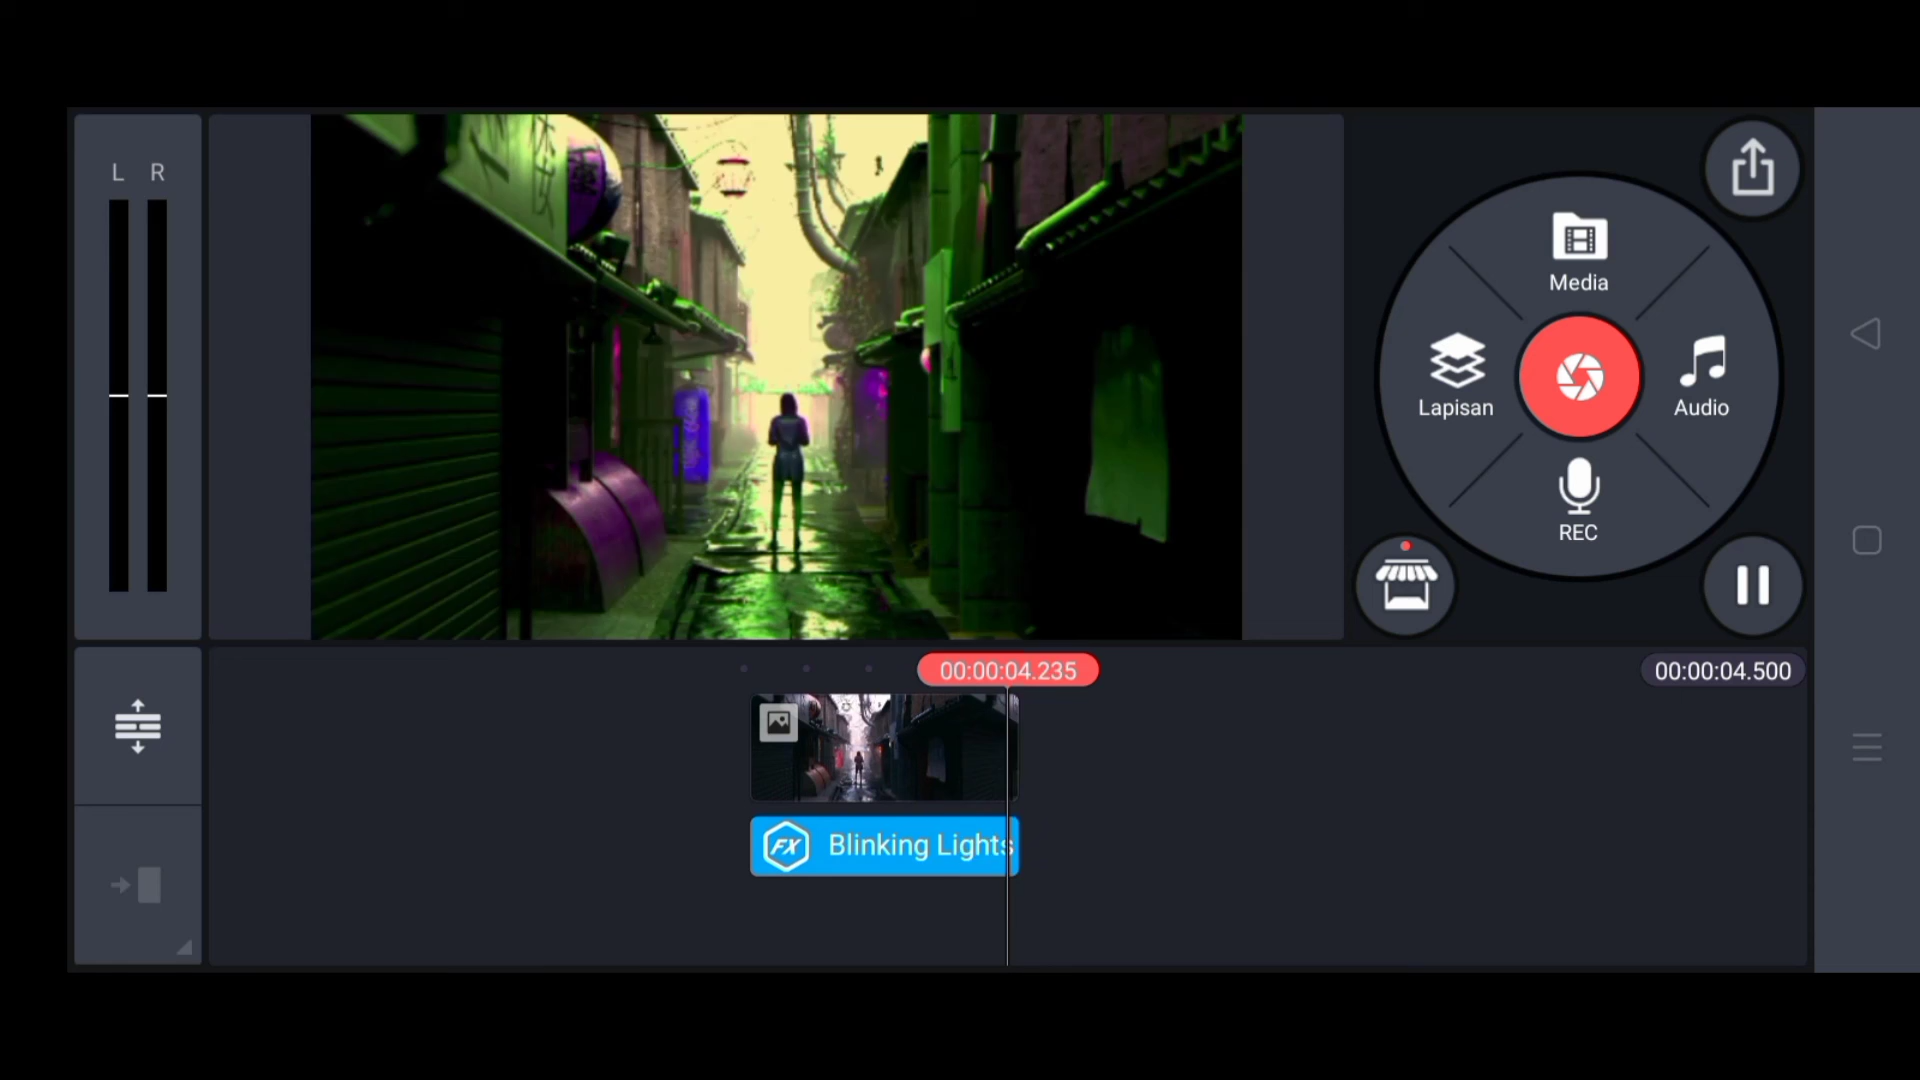 L R
Media
Lapisan
Audio
REC
00:00:04.235
00:00:04.500
FX Blinking Lights